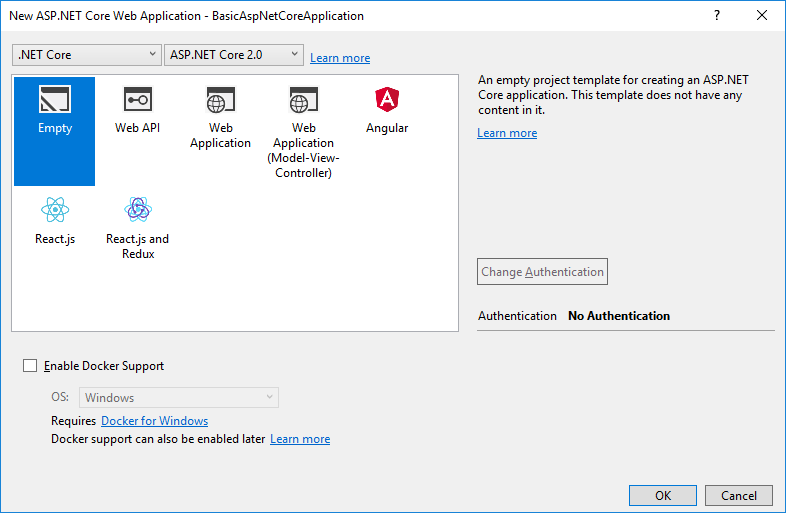 New ASP.NET Core Web Application - BasicAspNetCoreApplication
?
.NET Core
ASP.NET Core 2.0
Learn more
Empty
Web API
Web
Application
Web
Application
(Model-View-
Controller)
Angular
React.js
React.js and
Redux
An empty project template for creating an ASP.NET
Core application. This template does not have any
content in it.
Learn more
Change Authentication
Authentication No Authentication
Enable Docker Support
OS: Windows
Requires Docker for Windows
Docker support can also be enabled later Learn more
OK
Cancel